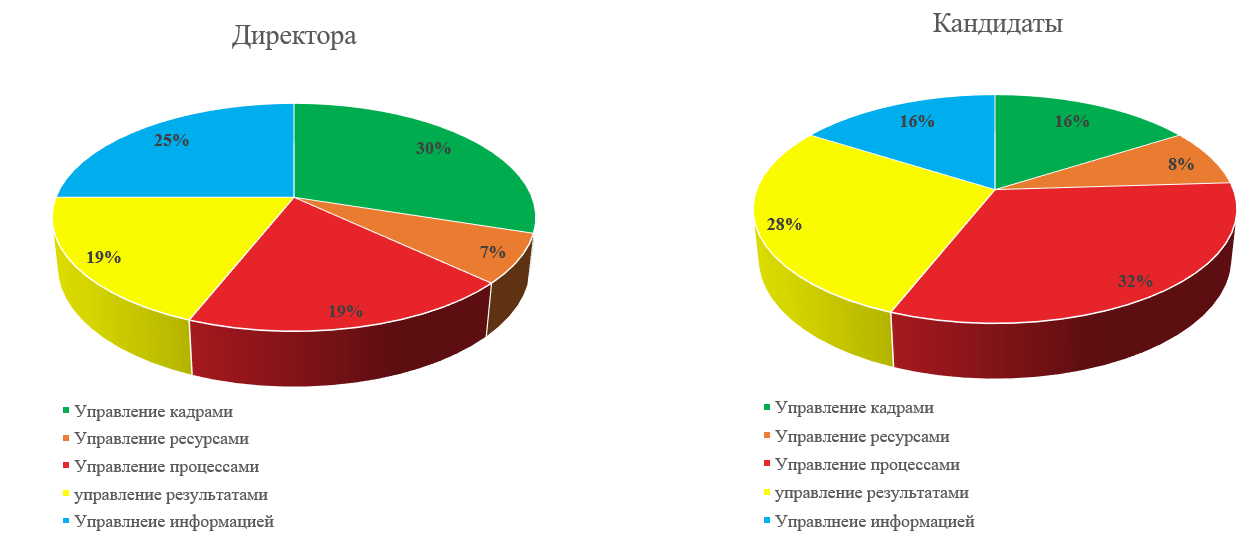 Директора
25%
30%
19%
7%
19%
Управление кадрами
Управление ресурсами
Управление процессами
управление результатами
Управлнеие информацией
Кандидаты
16%
16%
8%
28%
32%
Управление кадрами
Управление ресурсами
Управление процессами
управление результатами
Управлнеие информацией